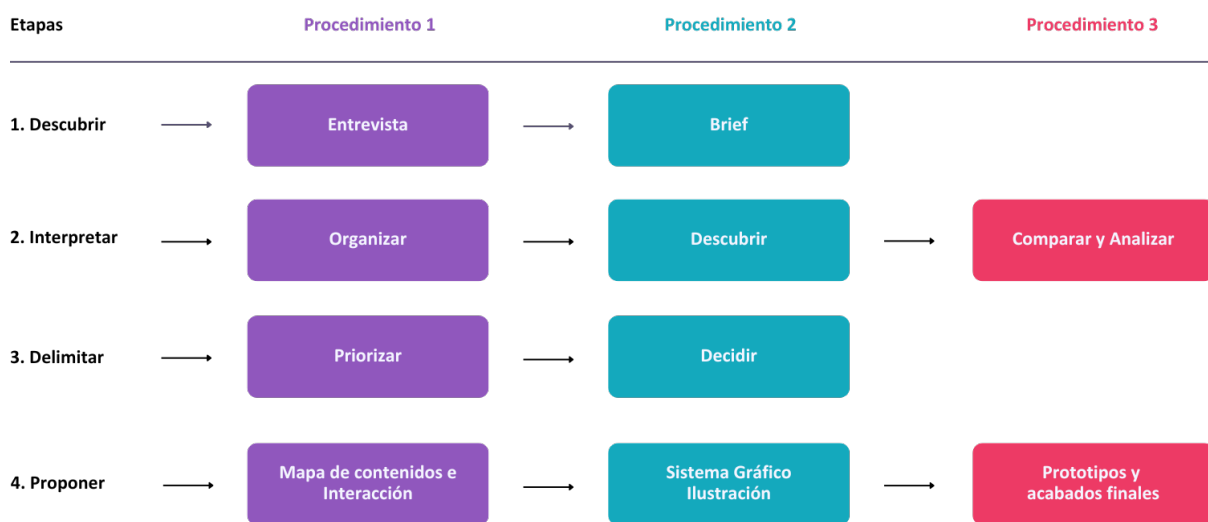 Etapas
Procedimiento 1
Procedimiento 2
Procedimiento 3
1. Descubrir
Entrevista
Brief
2. Interpretar
Organizar
Descubrir
Comparar y Analizar
3. Delimitar
Priorizar
Decidir
4. Proponer
Mapa de contenidos e
Interacción
Sistema Gráfico
Ilustración
Prototipos y
acabados finales